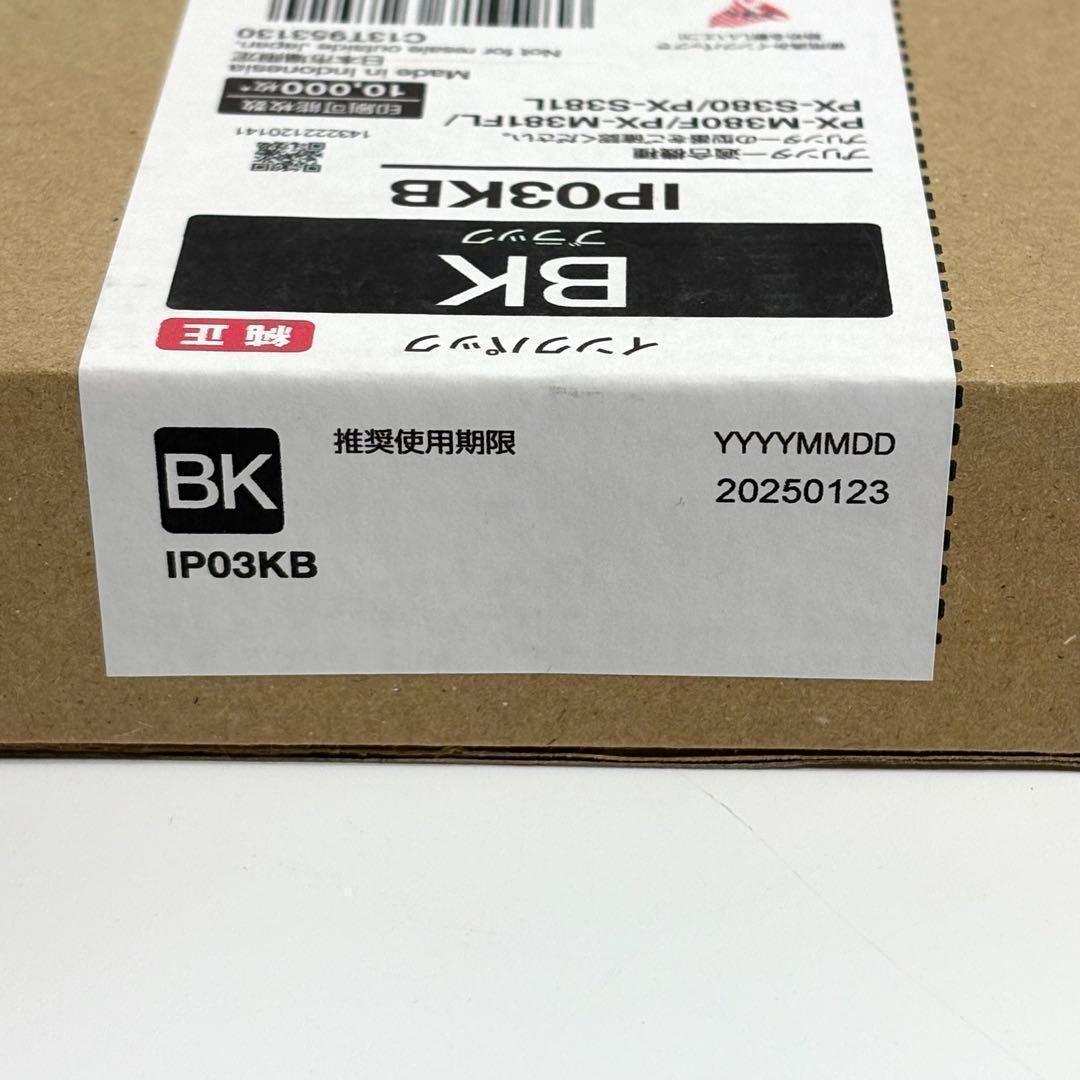 インクパック
純正
BK
ブラック
IP03KB
プリンター適合機種
プリンターの型番をご確認ください。
PX-M380F/PX-M381FL/
PX-S380/PX-S381L
143222120141
印刷可能枚数
10,000枚*
Made in Indonesia
日本市場限定
Not for resale outside Japan.
C13T953130
BK
IP03KB
推奨使用期限
YYYYMMDD
20250123